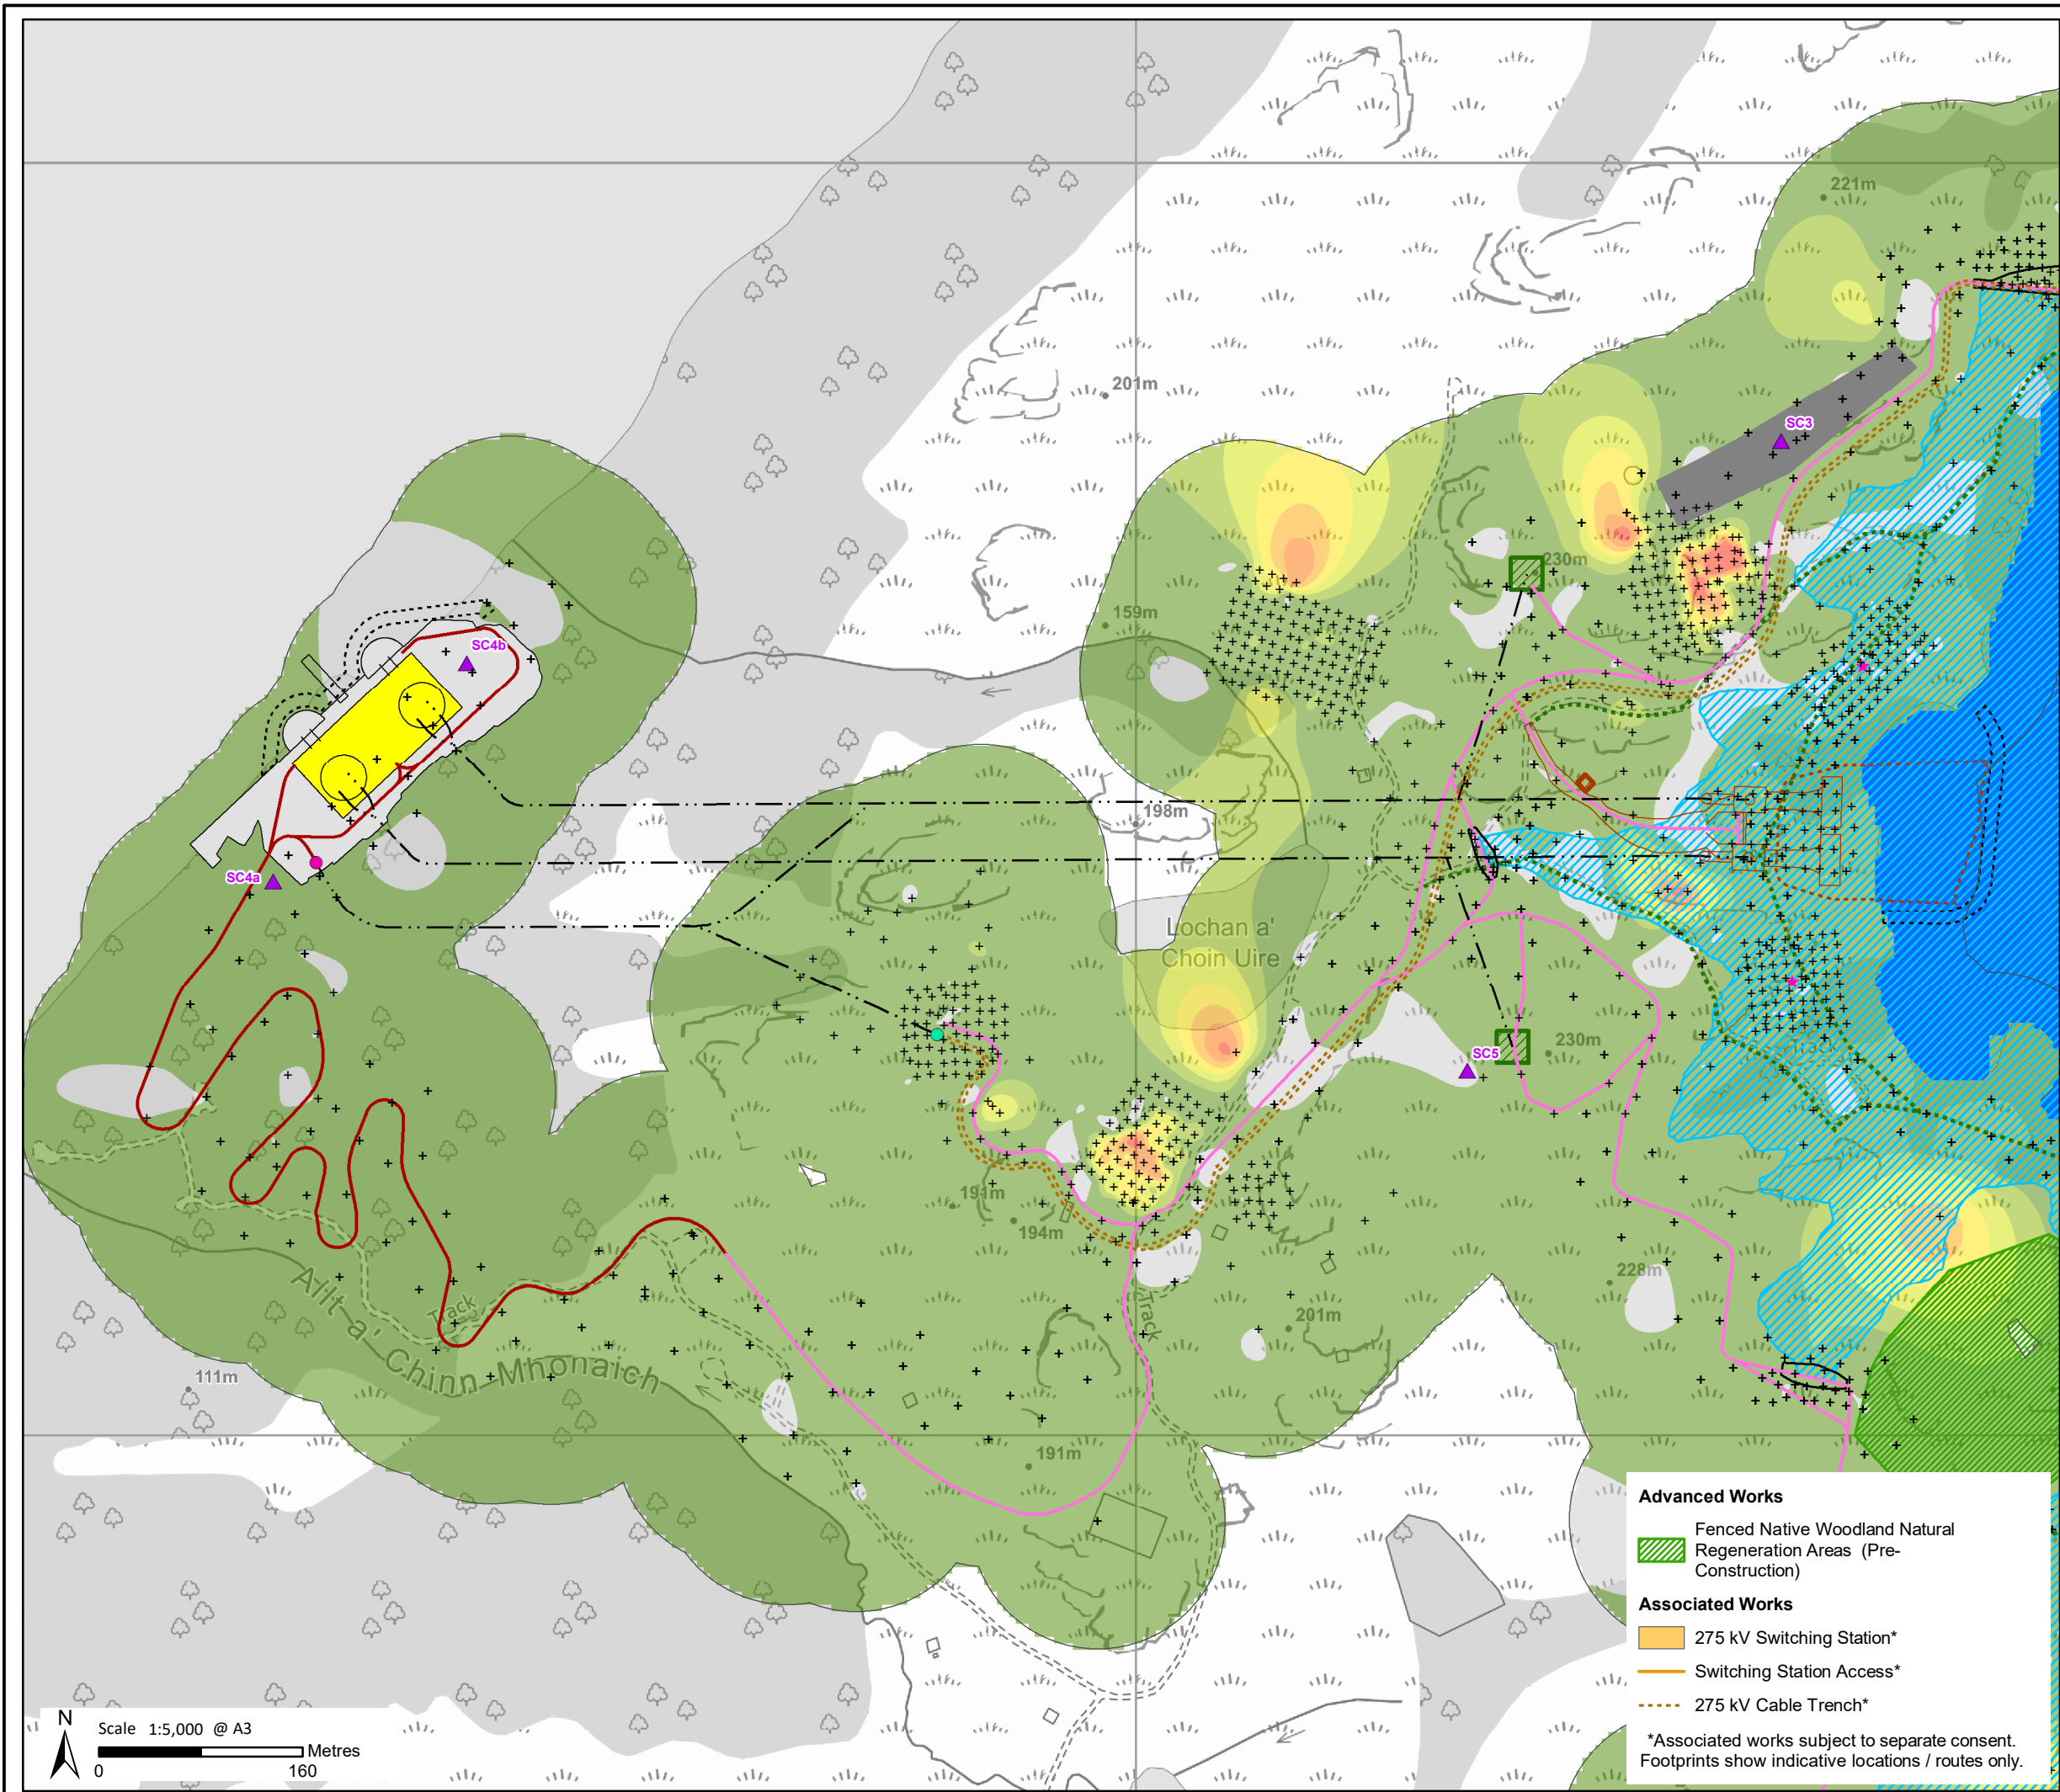 221m
201m
SC3
230m
159m
SC4b
198m
SC4a
Lochan a'
Choin Uire
230m
SC5
Track
191m
194m
228m
Track
201m
Track
Allt a' Chinn Mhonaich
111m
191m
Advanced Works
Fenced Native Woodland Natural
Regeneration Areas (Pre-
Construction)
Associated Works
275 kV Switching Station*
Switching Station Access*
275 kV Cable Trench*
*Associated works subject to separate consent.
Footprints show indicative locations / routes only.
N
Scale 1:5,000 @ A3
Metres
0 160